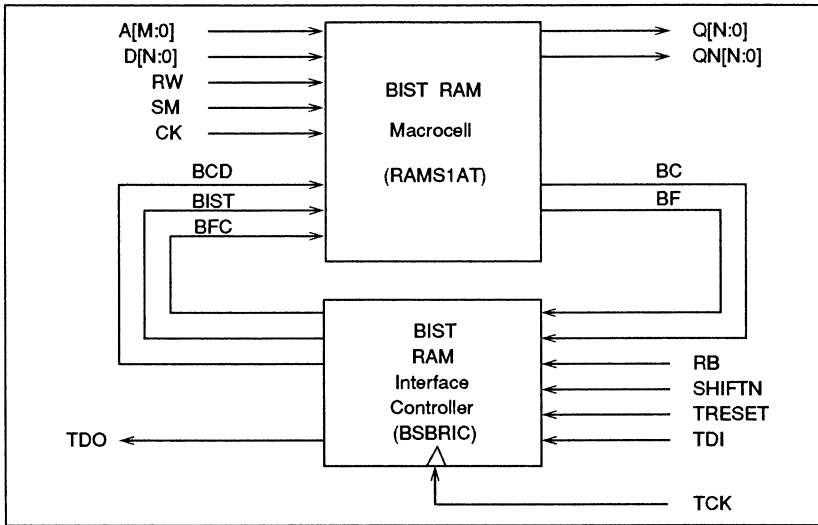 A[M:0]
D[N:0]
RW
SM
CK
BCD
BIST
BFC
BIST RAM
Macrocell
(RAMS1AT)
Q[N:0]
QN[N:0]
BC
BF
BIST
RAM
Interface
Controller
(BSBRIC)
RB
SHIFTN
TRESET
TDI
TDO
TCK